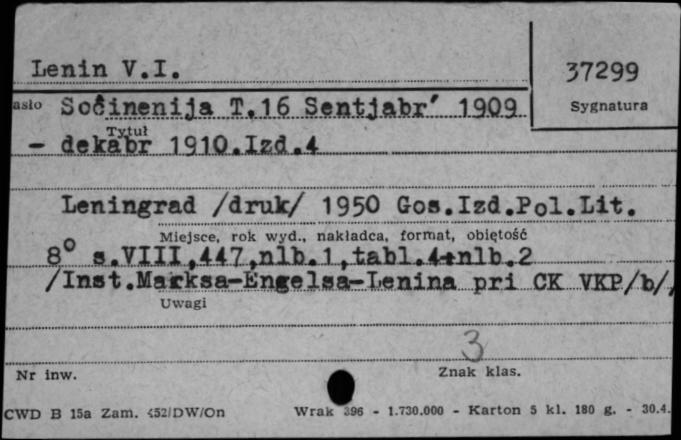 Lenin V.I.
37299
Sygnatura
asło Sočinenija T.16 Sentjabr' 1909
Tytuł
- dekabr 1910.Izd.4
Leningrad /druk/ 1950 Gos.Izd.Pol.Lit.
Miejsce, rok wyd., nakładca, format, objętość
8° s.VIII,447,nlb.1,tabl.4+nlb.2
/Inst.Marksa-Engelsa-Lenina pri CK VKP/b/,
Uwagi
3
Nr inw.
Znak klas.
CWD B 15a Zam. 452/DW/On Wrak 396 - 1.730.000 - Karton 5 kl. 180 g. - 30.4.